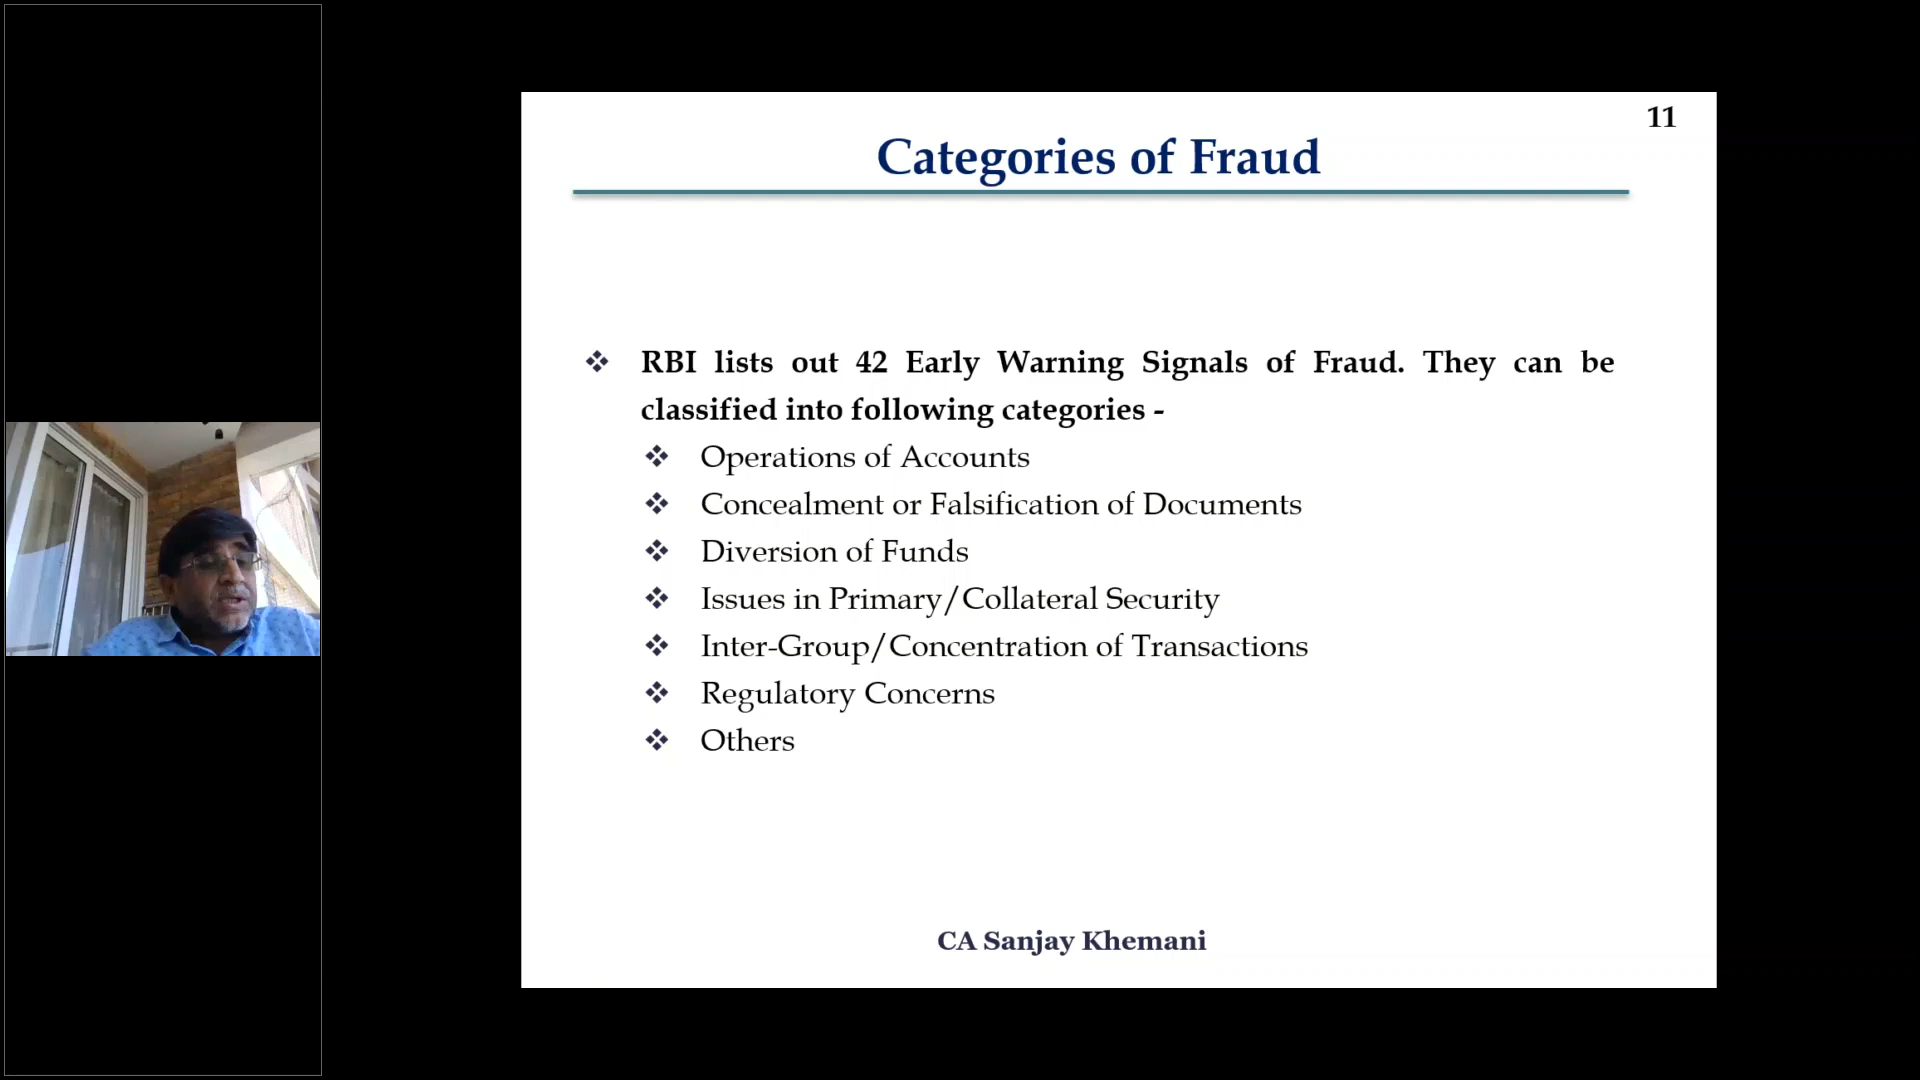 11
Categories of Fraud
❖ RBI lists out 42 Early Warning Signals of Fraud. They can be
classified into following categories -
❖ Operations of Accounts
❖ Concealment or Falsification of Documents
❖ Diversion of Funds
❖ Issues in Primary/Collateral Security
❖ Inter-Group/Concentration of Transactions
❖ Regulatory Concerns
❖ Others
CA Sanjay Khemani